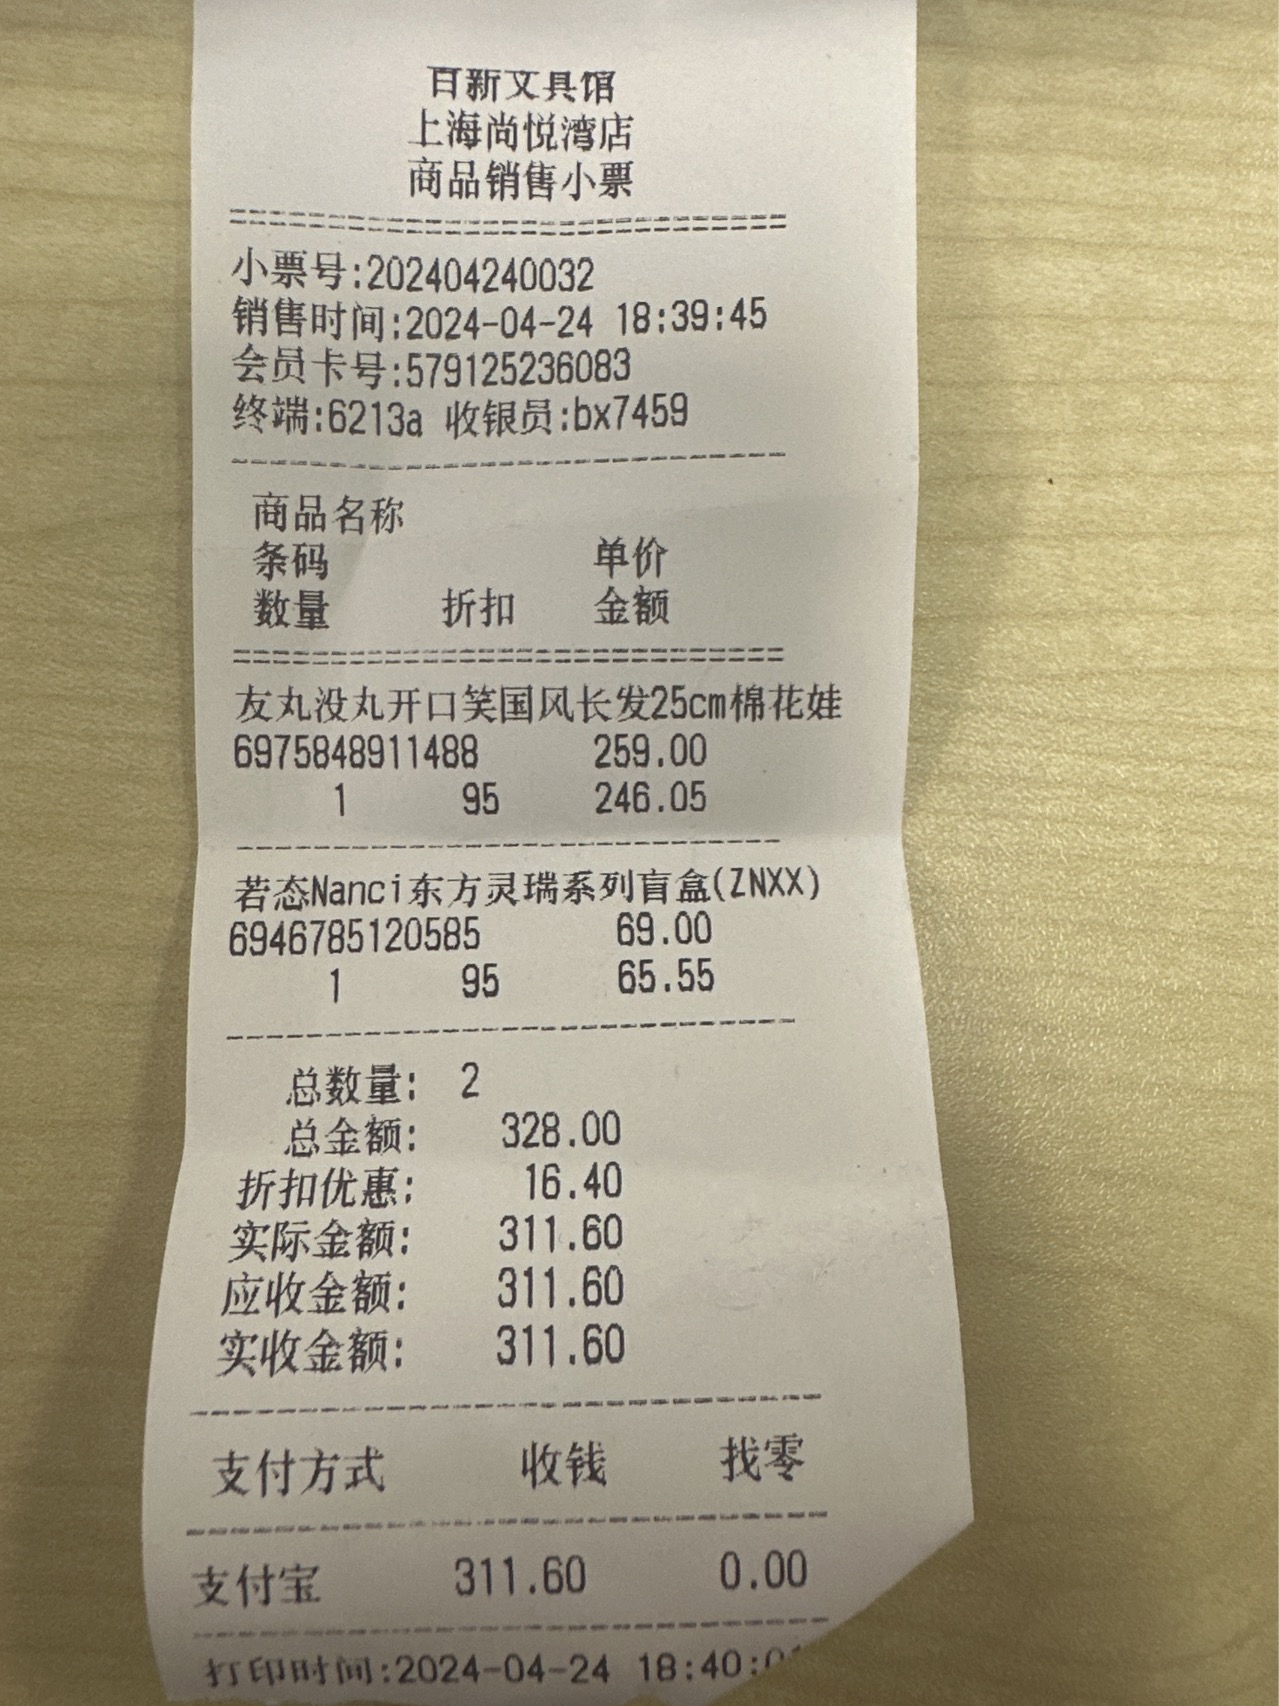 百新文具馆
上海尚悦湾店
商品销售小票
小票号:202404240032
销售时间:2024-04-24 18:39:45
会员卡号:579125236083
终端:6213a 收银员:bx7459
商品名称
条码 单价
数量 折扣 金额
友丸没丸开口笑国风长发25cm棉花娃
6975848911488 259.00
1 95 246.05
若态Nanci东方灵瑞系列盲盒(ZNXX)
6946785120585 69.00
1 95 65.55
总数量: 2
总金额: 328.00
折扣优惠: 16.40
实际金额: 311.60
应收金额: 311.60
实收金额: 311.60
支付方式 收钱 找零
支付宝 311.60 0.00
打印时间:2024-04-24 18:40: